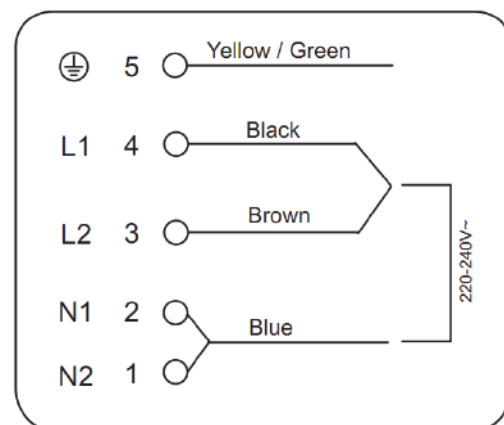 5 Yellow / Green
L1 4 Black
L2 3 Brown
N1 2
Blue
N2 1
220-240V~